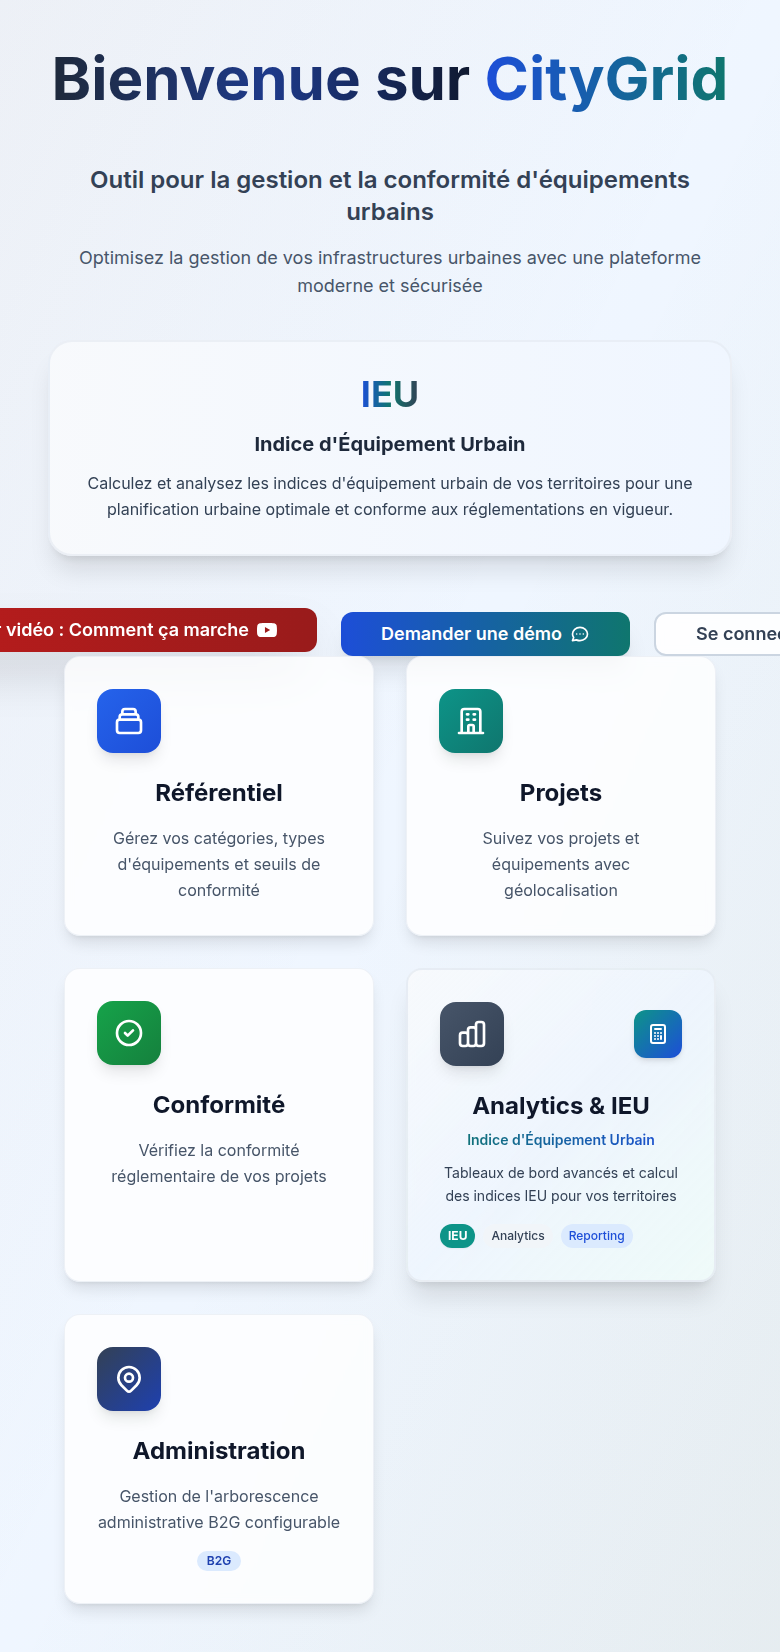 Bienvenue sur CityGrid
Outil pour la gestion et la conformité d'équipements
urbains
Optimisez la gestion de vos infrastructures urbaines avec une plateforme
moderne et sécurisée
IEU
Indice d'Équipement Urbain
Calculez et analysez les indices d'équipement urbain de vos territoires pour une
planification urbaine optimale et conforme aux réglementations en vigueur.
vidéo : Comment ça marche
Demander une démo
Se
Référentiel
Gérez vos catégories, types
d'équipements et seuils de
conformité
Projets
Suivez vos projets et
équipements avec
géolocalisation
Conformité
Vérifiez la conformité
réglementaire de vos projets
Analytics & IEU
Indice d'Équipement Urbain
Tableaux de bord avancés et calcul
des indices IEU pour vos territoires
IEU Analytics Reporting
Administration
Gestion de l'arborescence
administrative B2G configurable
B2G